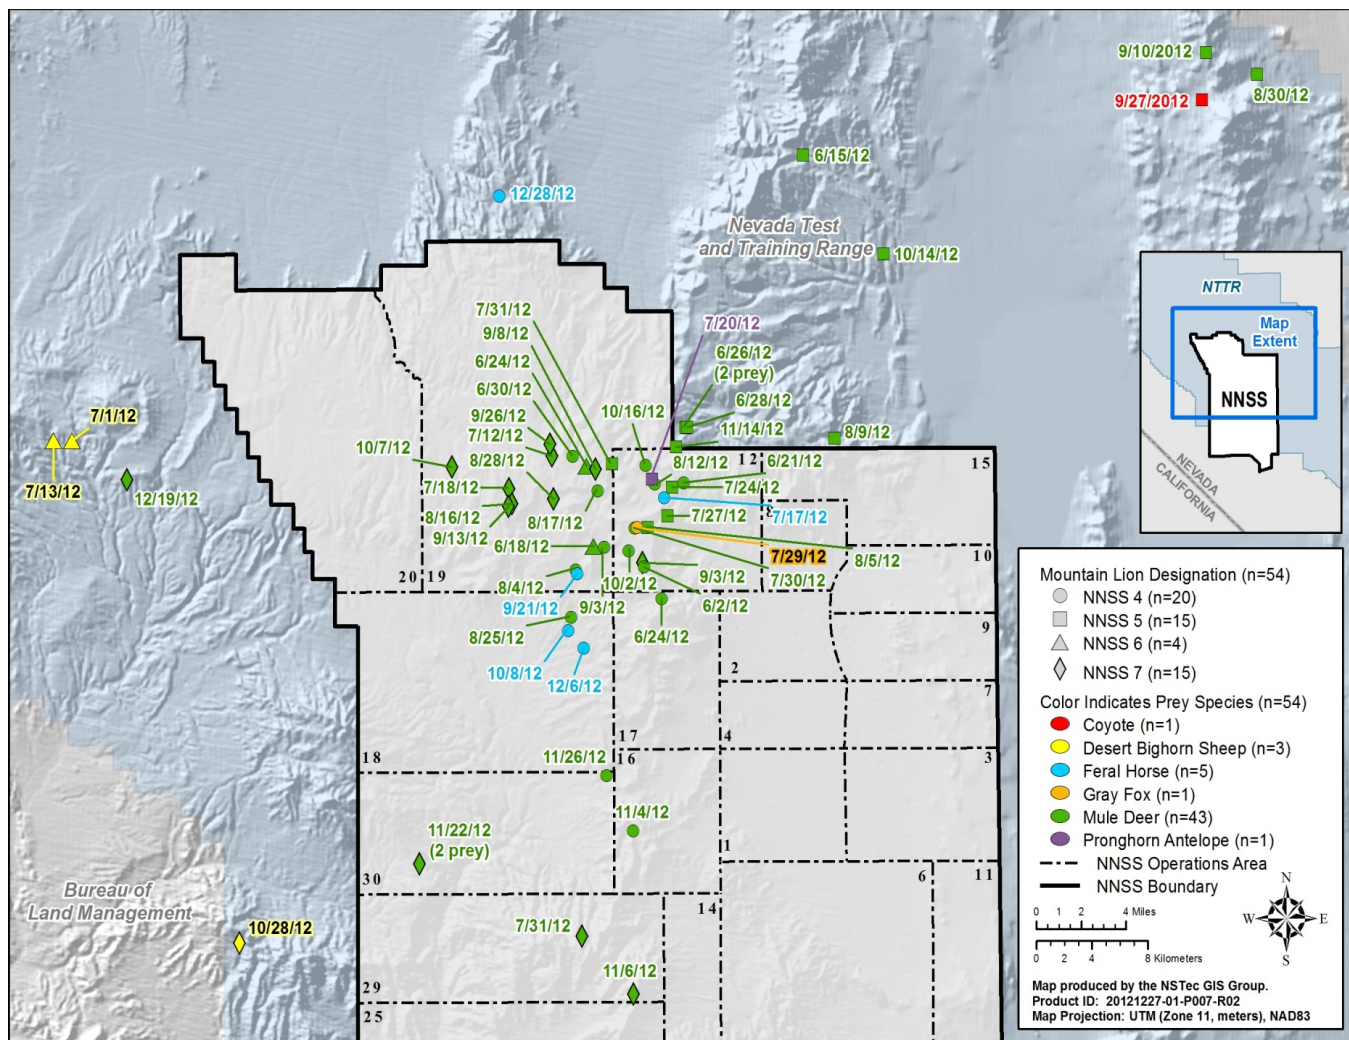 9/10/2012
8/30/12
9/27/2012
6/15/12
12/28/12
Nevada Test
and Training Range
10/14/12
NTTR
Map
Extent
NNSS
NEVADA
CALIFORNIA
7/31/12
9/8/12
6/24/12
6/30/12
9/26/12
7/12/12
8/28/12
7/20/12
6/26/12
(2 prey)
6/28/12
10/16/12
11/14/12
8/9/12
7/1/12
7/13/12
12/19/12
10/7/12
7/18/12
8/16/12
9/13/12
8/17/12
6/18/12
8/12/12
12
6/21/12
15
7/24/12
7/27/12
7/17/12
8
7/29/12
7/30/12
8/5/12
10
20
19
8/4/12
9/21/12
9/3/12
10/2/12
9/3/12
6/2/12
6/24/12
8/25/12
10/8/12
12/6/12
9
2
7
17
4
16
3
18
11/26/12
11/4/12
11/22/12
(2 prey)
1
30
6
11
Bureau of
Land Management
10/28/12
14
7/31/12
11/6/12
29
25
Mountain Lion Designation (n=54)
NNSS 4 (n=20)
NNSS 5 (n=15)
NNSS 6 (n=4)
NNSS 7 (n=15)
Color Indicates Prey Species (n=54)
Coyote (n=1)
Desert Bighorn Sheep (n=3)
Feral Horse (n=5)
Gray Fox (n=1)
Mule Deer (n=43)
Pronghorn Antelope (n=1)
NNSS Operations Area
NNSS Boundary
0 1 2 4 Miles
0 2 4 8 Kilometers
N
W E
S
Map produced by the NSTec GIS Group.
Product ID: 20121227-01-P007-R02
Map Projection: UTM (Zone 11, meters), NAD83